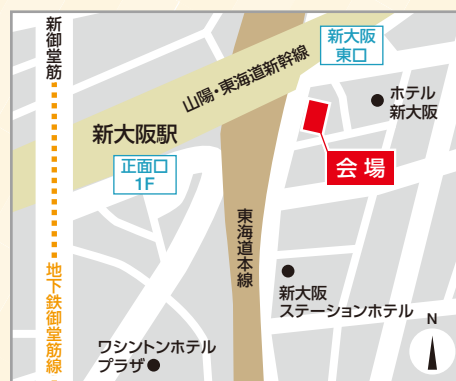 新御堂筋
新大阪
東口
山陽・東海道新幹線
ホテル
新大阪
新大阪駅
正面口
1F
会場
東海道本線
地下鉄御堂筋線
新大阪
ステーションホテル
ワシントンホテル
プラザ
N